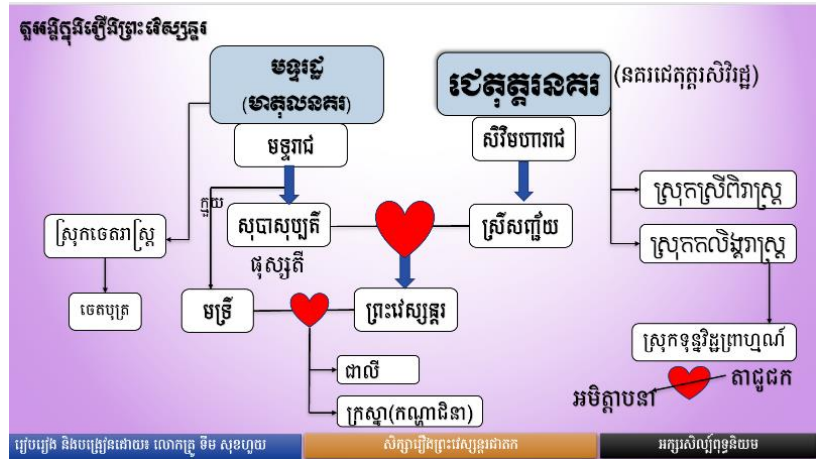 តួអង្គក្នុងរឿងព្រះវេស្សន្តរ
មទ្ទរដ្ឋ
(មាតុលនគរ)
ជេតុត្តរនគរ
(នគរជេតុត្តរសិវិរដ្ឋ)
មទ្ទរាជ
សិវិមហារាជ
ក្មួយ
ស្រុកស្រីពិរាស្ត្រ
ស្រុកចេតរាស្ត្រ
សុបាសុប្បតី
ស្រីសញ្ជ័យ
ស្រុកកលិង្គរាស្ត្រ
ផុស្សតី
ចេតបុត្រ
មទ្រី
ព្រះវេស្សន្តរ
ស្រុកទុន្នវិដ្ឋព្រាហ្មណ៍
ជាលី
អមិត្តាបនា
តាជូជក
ក្រស្នា(កណ្ហាជិនា)
រៀបរៀង និងបង្រៀនដោយ៖ លោកគ្រូ ទឹម សុខហួយ
សិក្សារឿងព្រះវេស្សន្តរជាតក
អក្សរសិល្ប៍ពុទ្ធនិយម